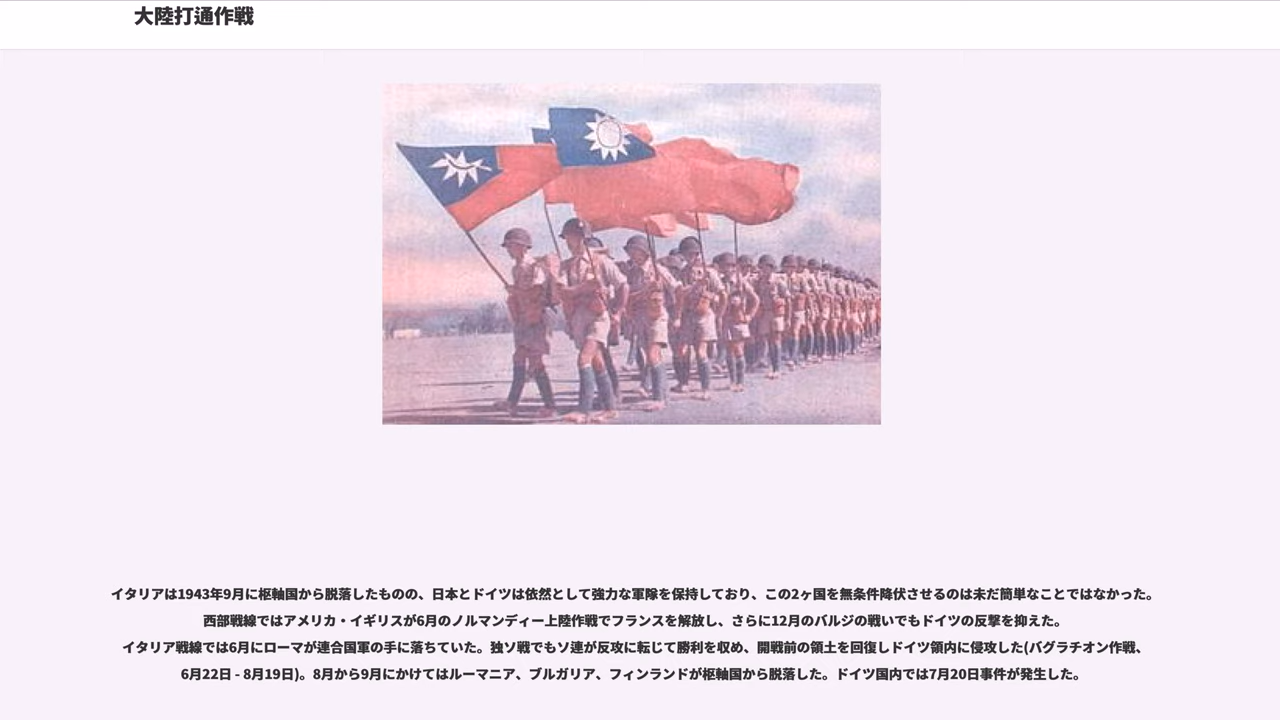 大陸打通作戦
イタリアは1943年9月に枢軸国から脱落したものの、日本とドイツは依然として強力な軍隊を保持しており、この2ヶ国を無条件降伏させるのは未だ簡単なことではなかった。
西部戦線ではアメリカ・イギリスが6月のノルマンディー上陸作戦でフランスを解放し、さらに12月のバルジの戦いでもドイツの反撃を抑えた。
イタリア戦線では6月にローマが連合国軍の手に落ちていた。独ソ戦でもソ連が反攻に転じて勝利を収め、開戦前の領土を回復しドイツ領内に侵攻した(バグラチオン作戦、
6月22日 - 8月19日)。8月から9月にかけてはルーマニア、ブルガリア、フィンランドが枢軸国から脱落した。ドイツ国内では7月20日事件が発生した。